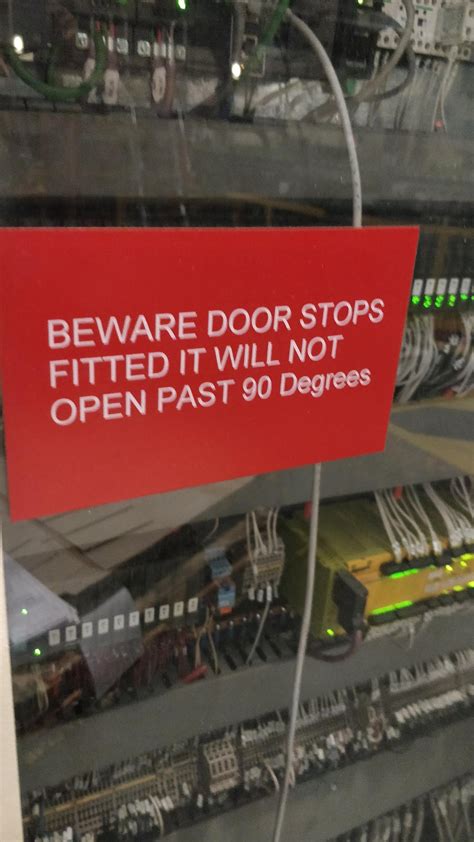 BEWARE DOOR STOPS
FITTED IT WILL NOT
OPEN PAST 90 Degrees